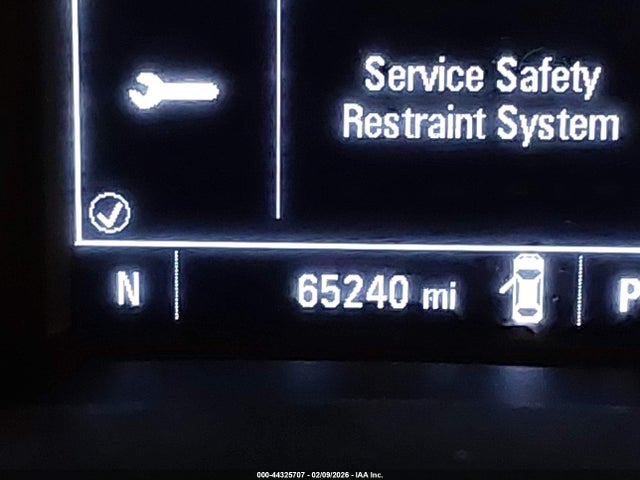 Service Safety
Restraint System
N
65240 mi
P
000-44325707 - 02/09/2026 - IAA Inc.